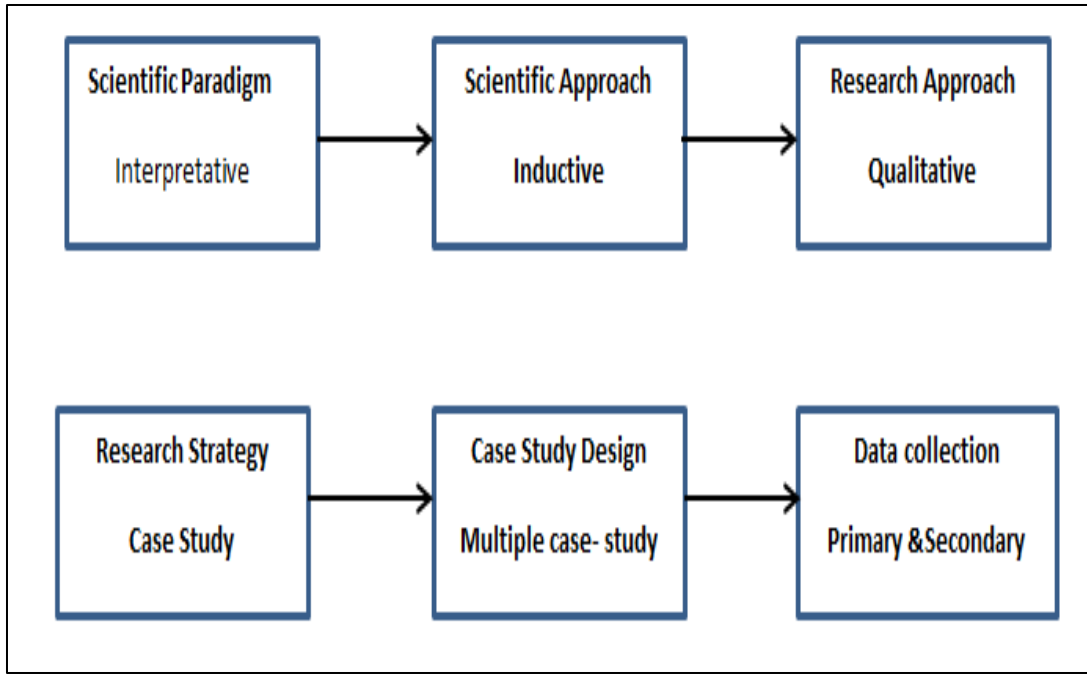 Scientific Paradigm
Interpretative
Scientific Approach
Inductive
Research Approach
Qualitative
Research Strategy
Case Study
Case Study Design
Multiple case- study
Data collection
Primary &Secondary